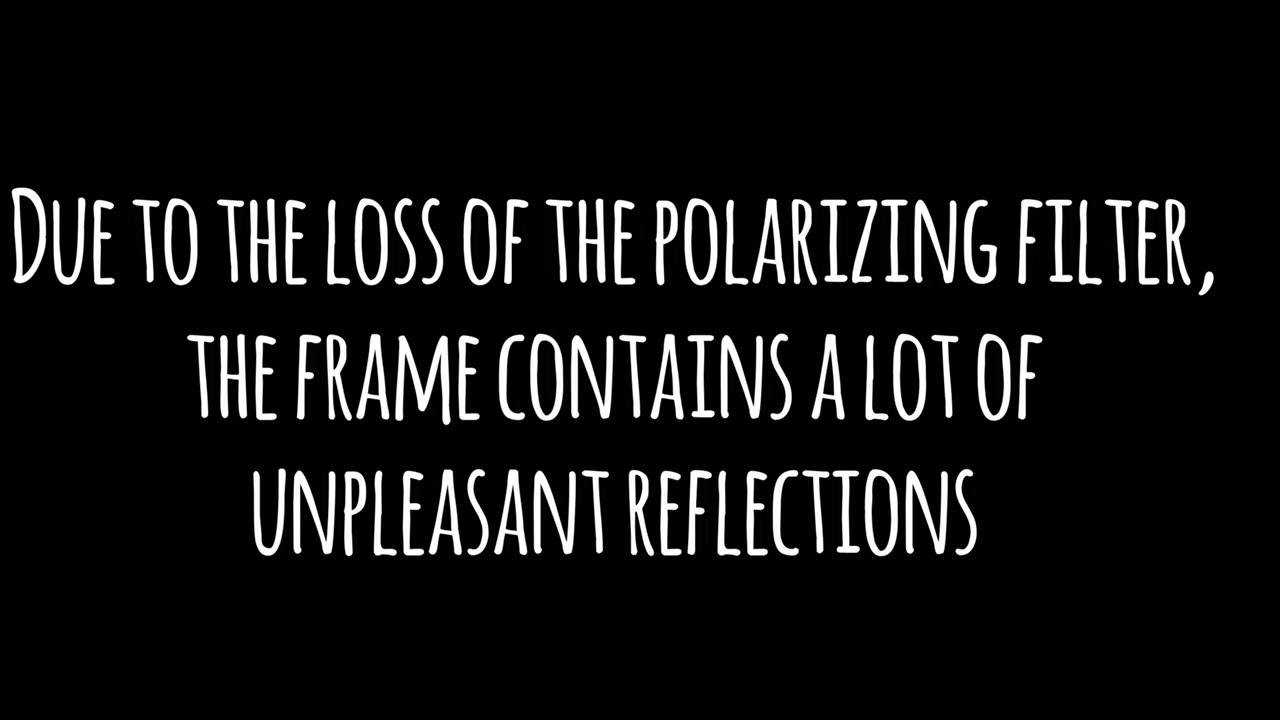 Due to the loss of the polarizing filter,
the frame contains a lot of
unpleasant reflections